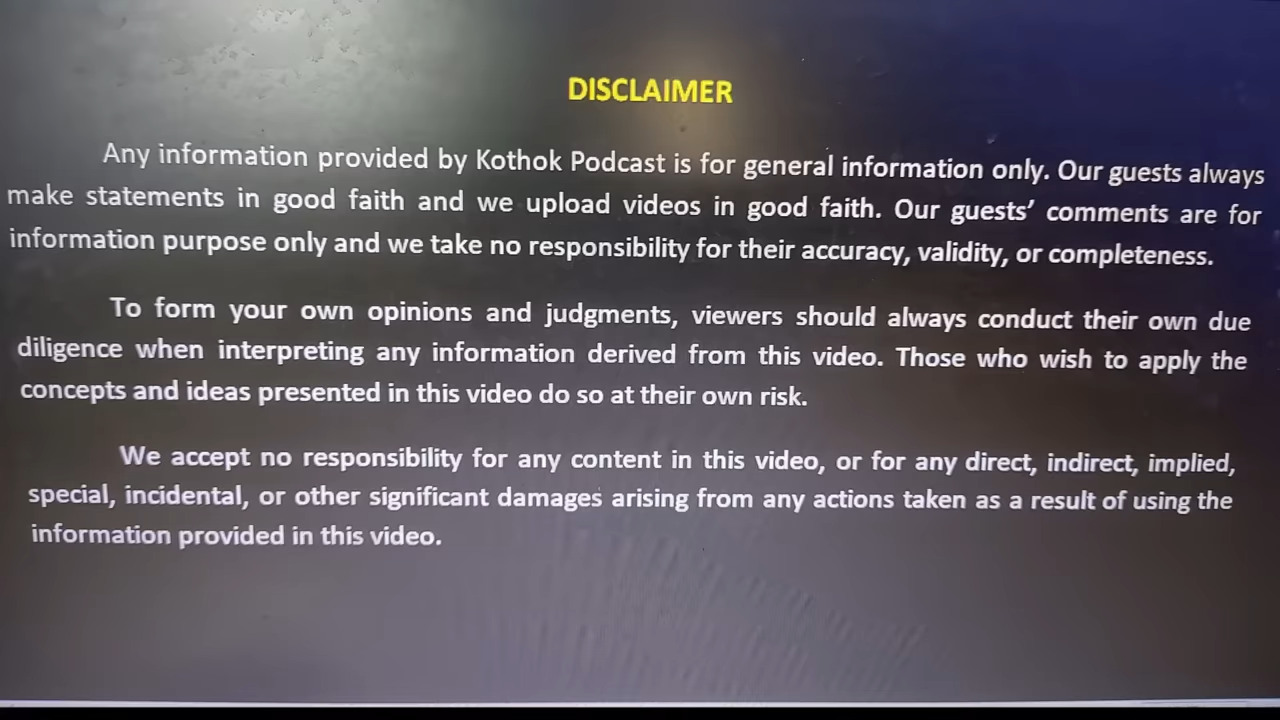 DISCLAIMER
Any information provided by Kothok Podcast is for general information only. Our guests always
make statements in good faith and we upload videos in good faith. Our guests’ comments are for
information purpose only and we take no responsibility for their accuracy, validity, or completeness.
To form your own opinions and judgments, viewers should always conduct their own due
diligence when interpreting any information derived from this video. Those who wish to apply the
concepts and ideas presented in this video do so at their own risk.
We accept no responsibility for any content in this video, or for any direct, indirect, implied,
special, incidental, or other significant damages arising from any actions taken as a result of using the
information provided in this video.